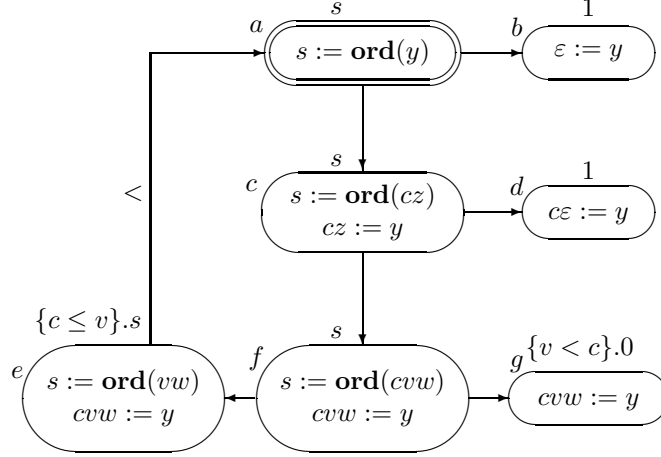 s
1
a
b
s := ord(y)
ε := y
<
s
1
c
d
s := ord(cz)
cz := y
cε := y
{c ≤ v}.s
s
{v < c}.0
e
f
g
s := ord(vw)
cvw := y
s := ord(cvw)
cvw := y
cvw := y